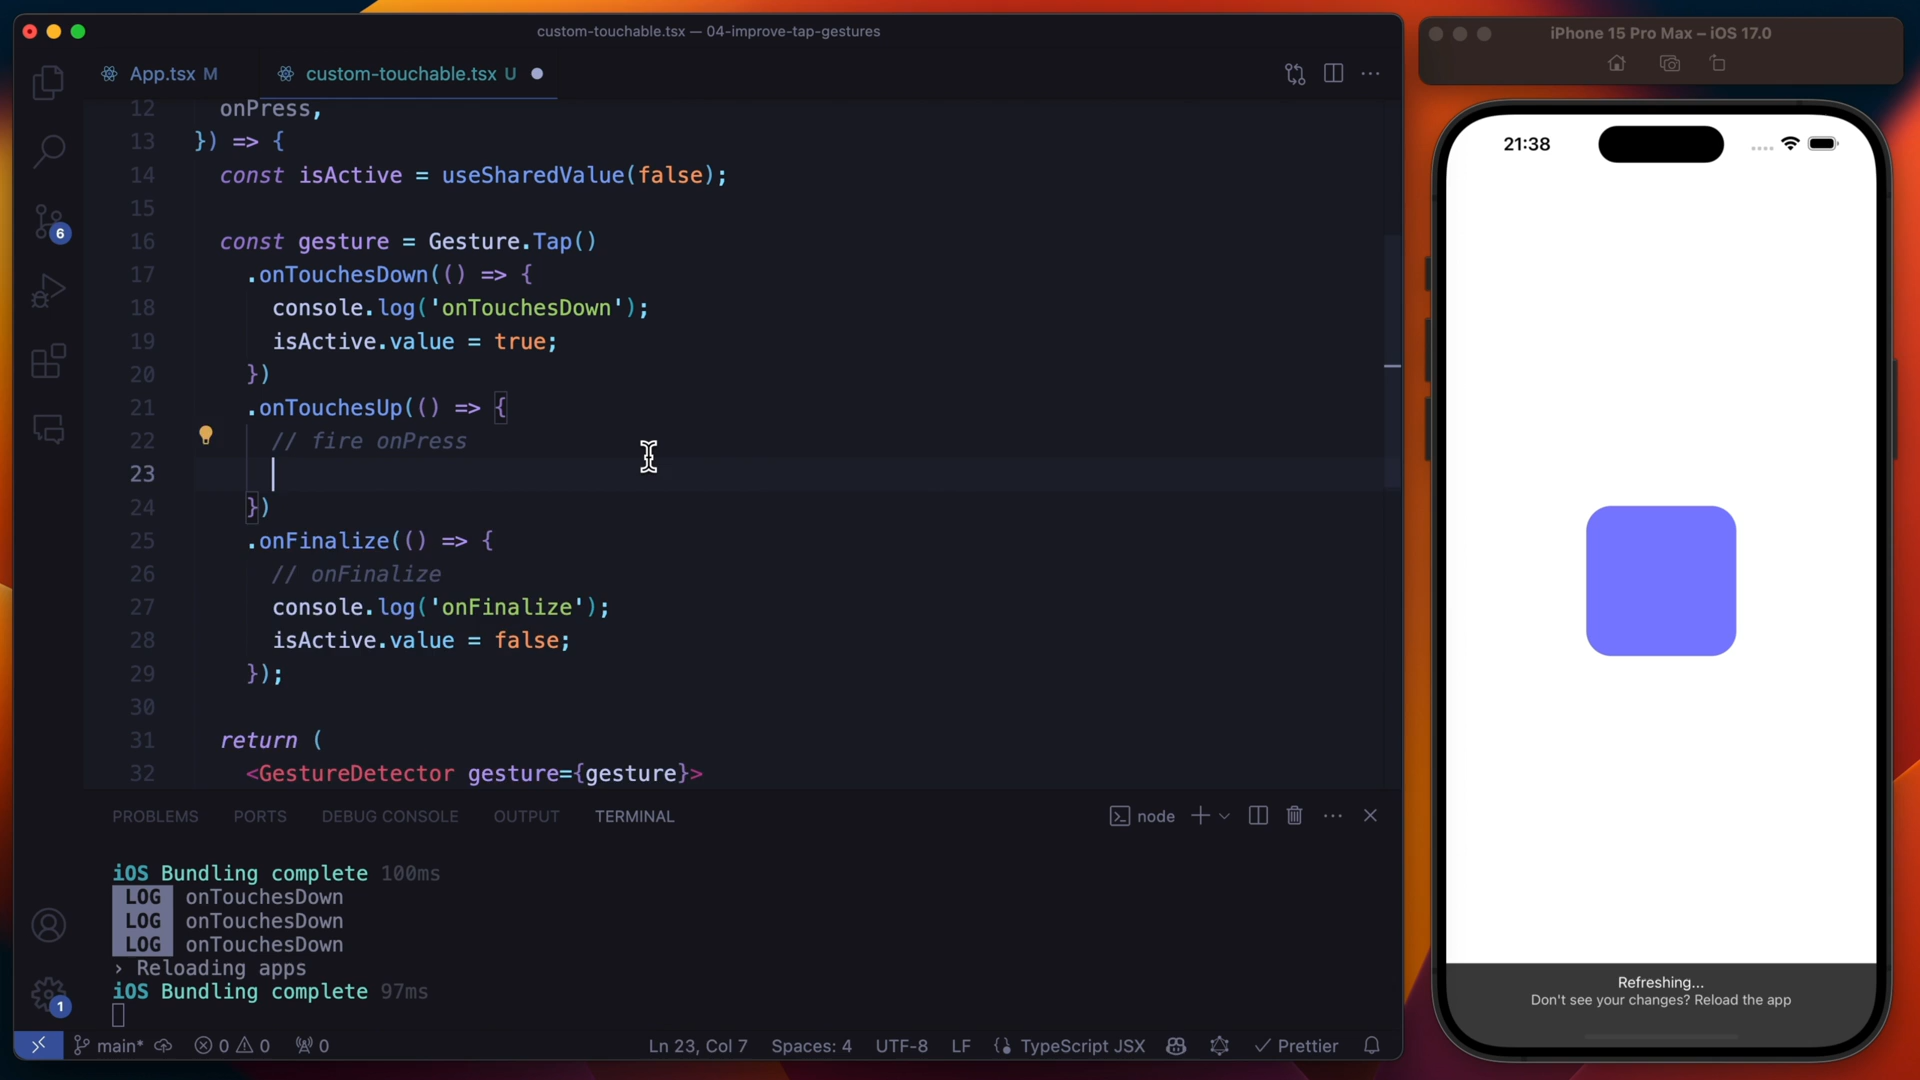 custom-touchable.tsx — 04-improve-tap-gestures
App.tsx M
custom-touchable.tsx U
12 onPress,
13 }) => {
14 const isActive = useSharedValue(false);
15
16 const gesture = Gesture.Tap()
17 .onTouchesDown(() => {
18 console.log('onTouchesDown');
19 isActive.value = true;
20 })
21 .onTouchesUp(() => {
22 // fire onPress
23
24 })
25 .onFinalize(() => {
26 // onFinalize
27 console.log('onFinalize');
28 isActive.value = false;
29 });
30
31 return (
32 <GestureDetector gesture={gesture}>
6
1
PROBLEMS PORTS DEBUG CONSOLE OUTPUT TERMINAL
node
iOS Bundling complete 100ms
LOG onTouchesDown
LOG onTouchesDown
LOG onTouchesDown
› Reloading apps
iOS Bundling complete 97ms
main* 0 0 0 Ln 23, Col 7 Spaces: 4 UTF-8 LF TypeScript JSX Prettier
iPhone 15 Pro Max – iOS 17.0
21:38
Refreshing...
Don't see your changes? Reload the app